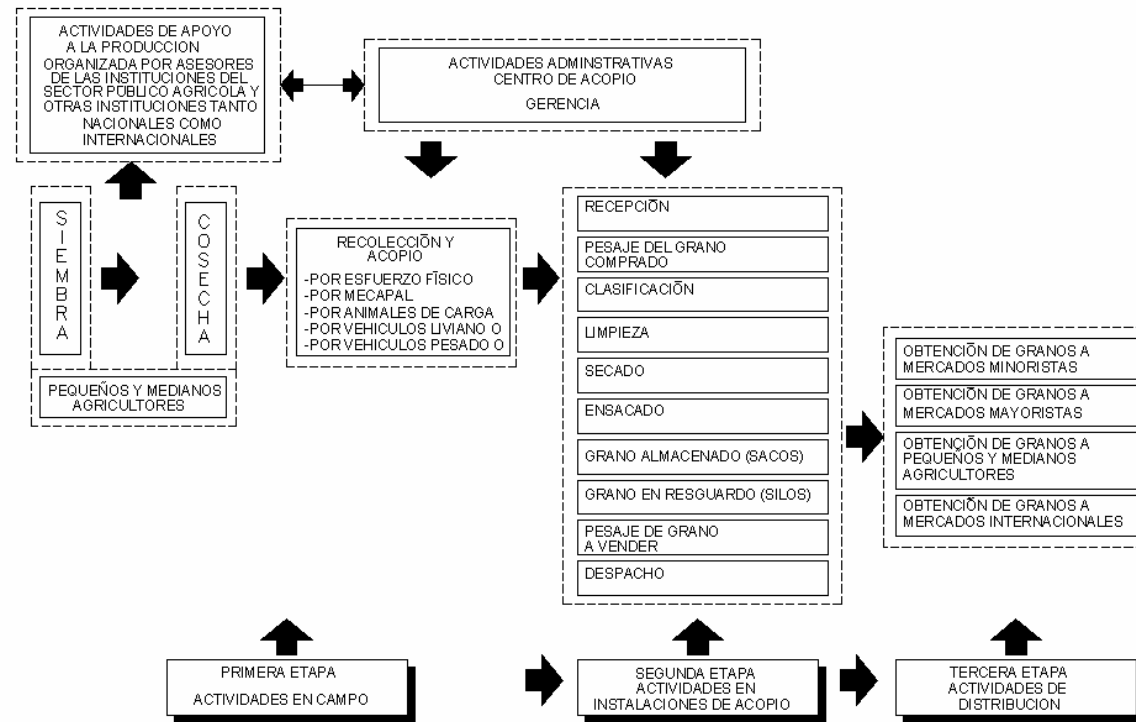 ACTIVIDADES DE APOYO
A LA PRODUCCION
ORGANIZADA POR ASESORES
DE LAS INSTITUCIONES DEL
SECTOR PÚBLICO AGRICOLA Y
OTRAS INSTITUCIONES TANTO
NACIONALES COMO
INTERNACIONALES
ACTIVIDADES ADMINSTRATIVAS
CENTRO DE ACOPIO
GERENCIA
SIEMBRA
COSECHA
PEQUEÑOS Y MEDIANOS
AGRICULTORES
RECOLECCIÓN Y
ACOPIO
-POR ESFUERZO FÍSICO
-POR MECAPAL
-POR ANIMALES DE CARGA
-POR VEHICULOS LIVIANO O
-POR VEHICULOS PESADO O
RECEPCIÓN
PESAJE DEL GRANO
COMPRADO
CLASIFICACIÓN
LIMPIEZA
SECADO
ENSACADO
GRANO ALMACENADO (SACOS)
GRANO EN RESGUARDO (SILOS)
PESAJE DE GRANO
A VENDER
DESPACHO
OBTENCIÓN DE GRANOS A
MERCADOS MINORISTAS
OBTENCIÓN DE GRANOS A
MERCADOS MAYORISTAS
OBTENCIÓN DE GRANOS A
PEQUEÑOS Y MEDIANOS
AGRICULTORES
OBTENCIÓN DE GRANOS A
MERCADOS INTERNACIONALES
PRIMERA ETAPA
ACTIVIDADES EN CAMPO
SEGUNDA ETAPA
ACTIVIDADES EN
INSTALACIONES DE ACOPIO
TERCERA ETAPA
ACTIVIDADES DE
DISTRIBUCION